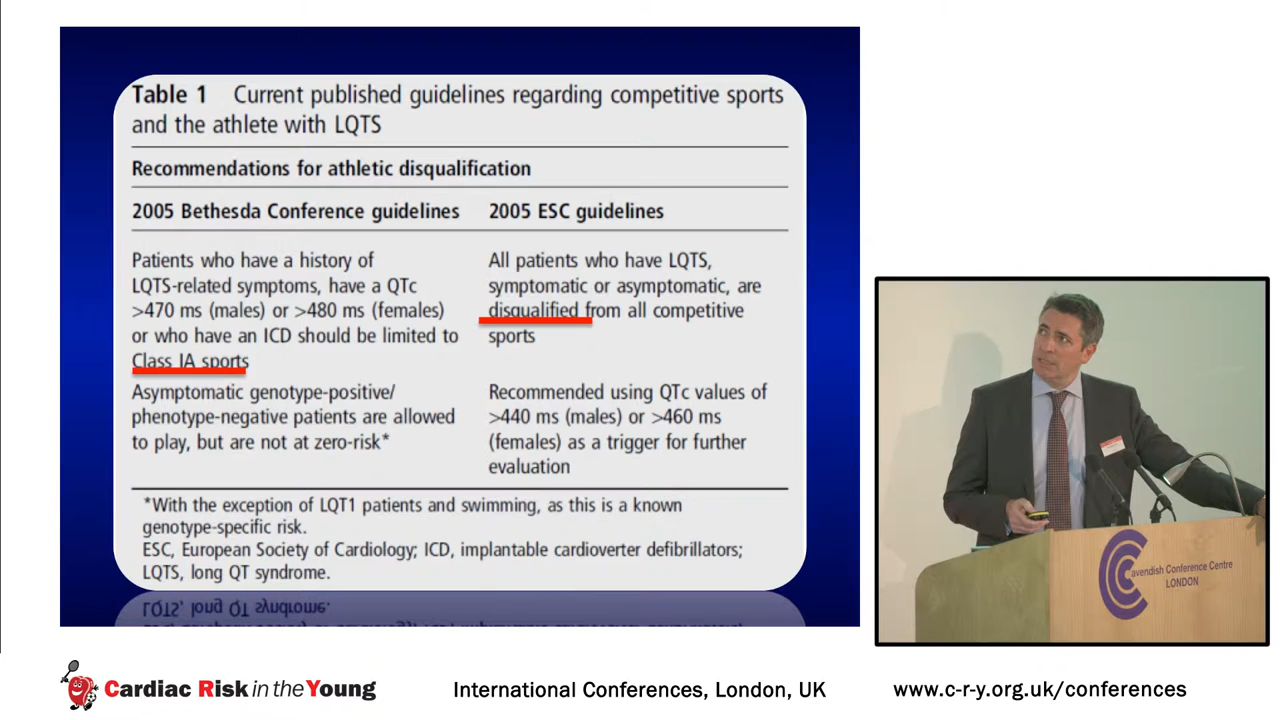 Table 1 Current published guidelines regarding competitive sports
and the athlete with LQTS
Recommendations for athletic disqualification
2005 Bethesda Conference guidelines
Patients who have a history of
LQTS-related symptoms, have a QTc
>470 ms (males) or >480 ms (females)
or who have an ICD should be limited to
Class IA sports
Asymptomatic genotype-positive/
phenotype-negative patients are allowed
to play, but are not at zero-risk*
2005 ESC guidelines
All patients who have LQTS,
symptomatic or asymptomatic, are
disqualified from all competitive
sports
Recommended using QTc values of
>440 ms (males) or >460 ms
(females) as a trigger for further
evaluation
*With the exception of LQT1 patients and swimming, as this is a known
genotype-specific risk.
ESC, European Society of Cardiology; ICD, implantable cardioverter defibrillators;
LQTS, long QT syndrome.
Cavendish Conference Centre
LONDON
Cardiac Risk in the Young
International Conferences, London, UK
www.c-r-y.org.uk/conferences